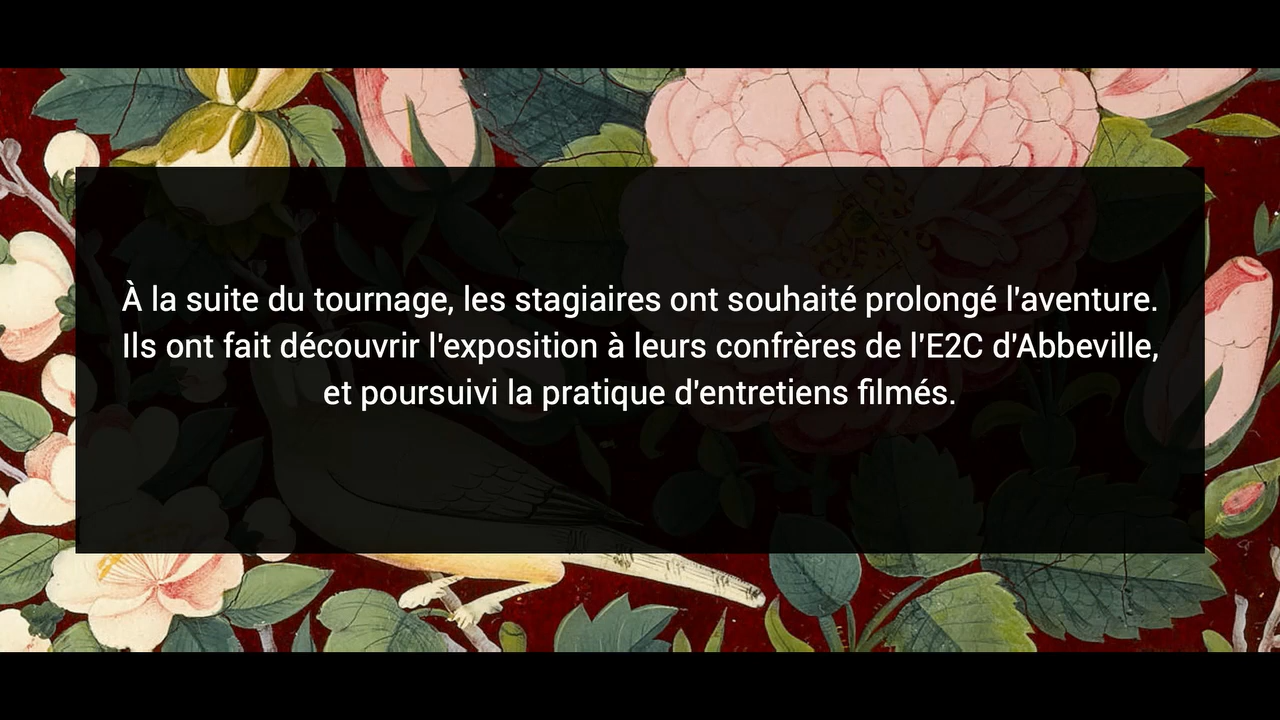 À la suite du tournage, les stagiaires ont souhaité prolongé l'aventure.
Ils ont fait découvrir l'exposition à leurs confrères de l'E2C d'Abbeville,
et poursuivi la pratique d'entretiens filmés.